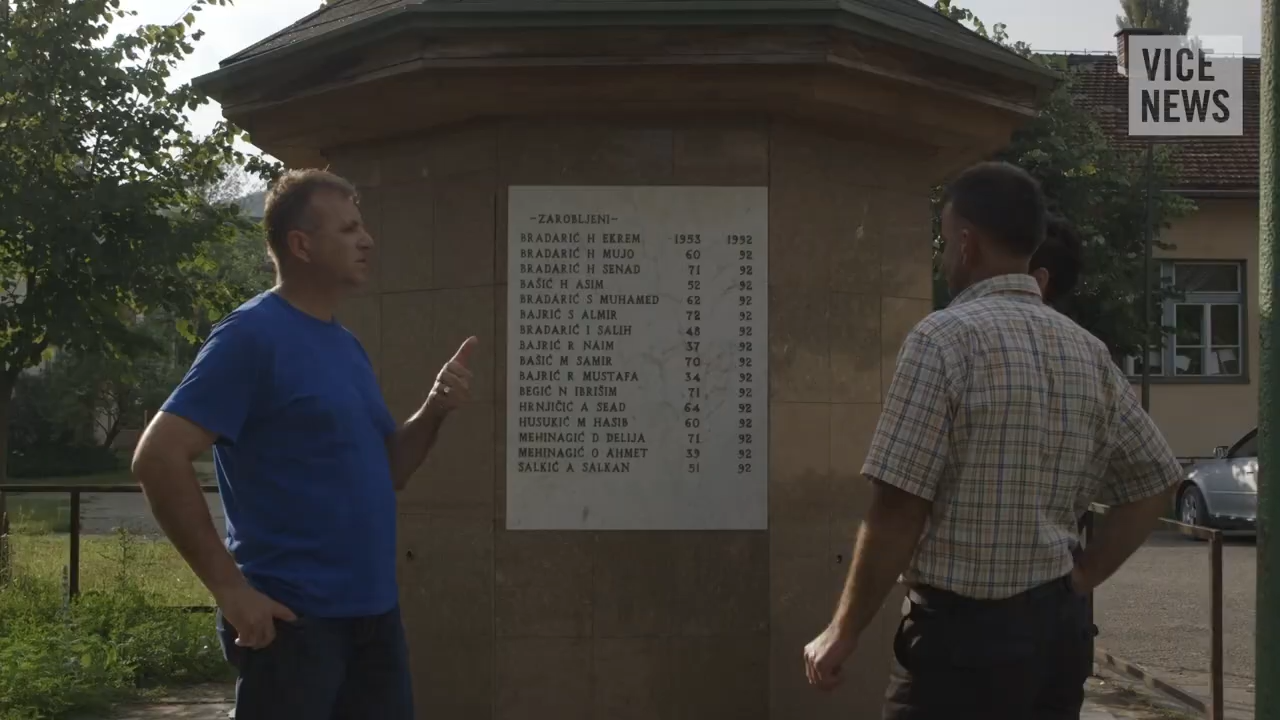 VICE
NEWS
-ZAROBLJENI-
BRADARIĆ H EKREM 1953 1992
BRADARIĆ H MUJO 60 92
BRADARIĆ H SENAD 71 92
BAŠIĆ H ASIM 52 92
BRADARIĆ S MUHAMED 62 92
BAJRIĆ S ALMIR 72 92
BRADARIĆ I SALIH 48 92
BAJRIĆ R NAIM 37 92
BAŠIĆ M SAMIR 70 92
BAJRIĆ R MUSTAFA 34 92
BEGIĆ N IBRIŠIM 71 92
HRNJIČIĆ A SEAD 64 92
HUSUKIĆ M HASIB 60 92
MEHINAGIĆ D DELIJA 71 92
MEHINAGIĆ O AHMET 39 92
SALKIĆ A SALKAN 51 92